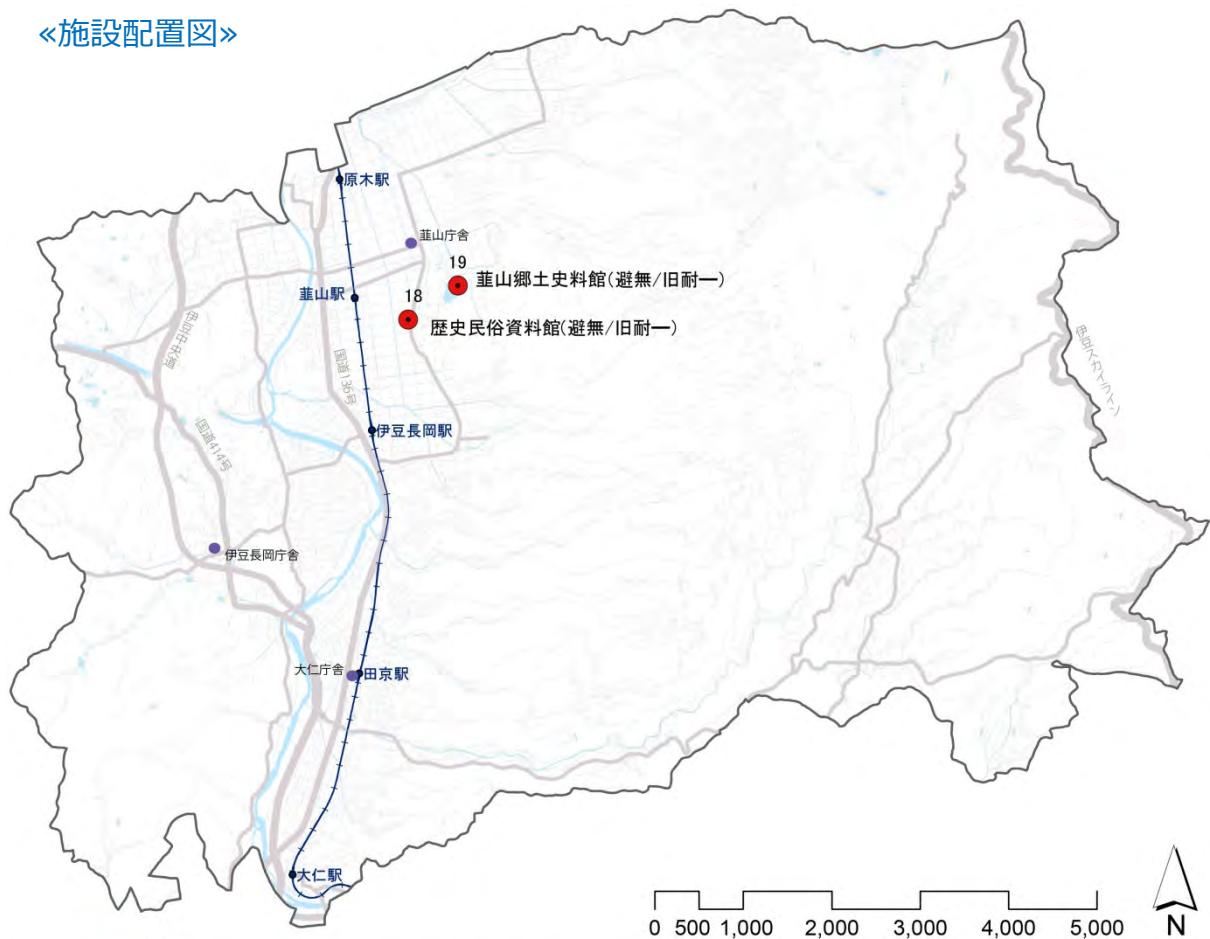 «施設配置図»
原木駅
韮山庁舎
19
韮山郷土史料館(避無/旧耐一)
韮山駅
18
歴史民俗資料館(避無/旧耐一)
伊豆中央道
国道136号
伊豆スカイライン
国道414号
伊豆長岡駅
伊豆長岡庁舎
大仁庁舎
田京駅
大仁駅
0 500 1,000 2,000 3,000 4,000 5,000
N